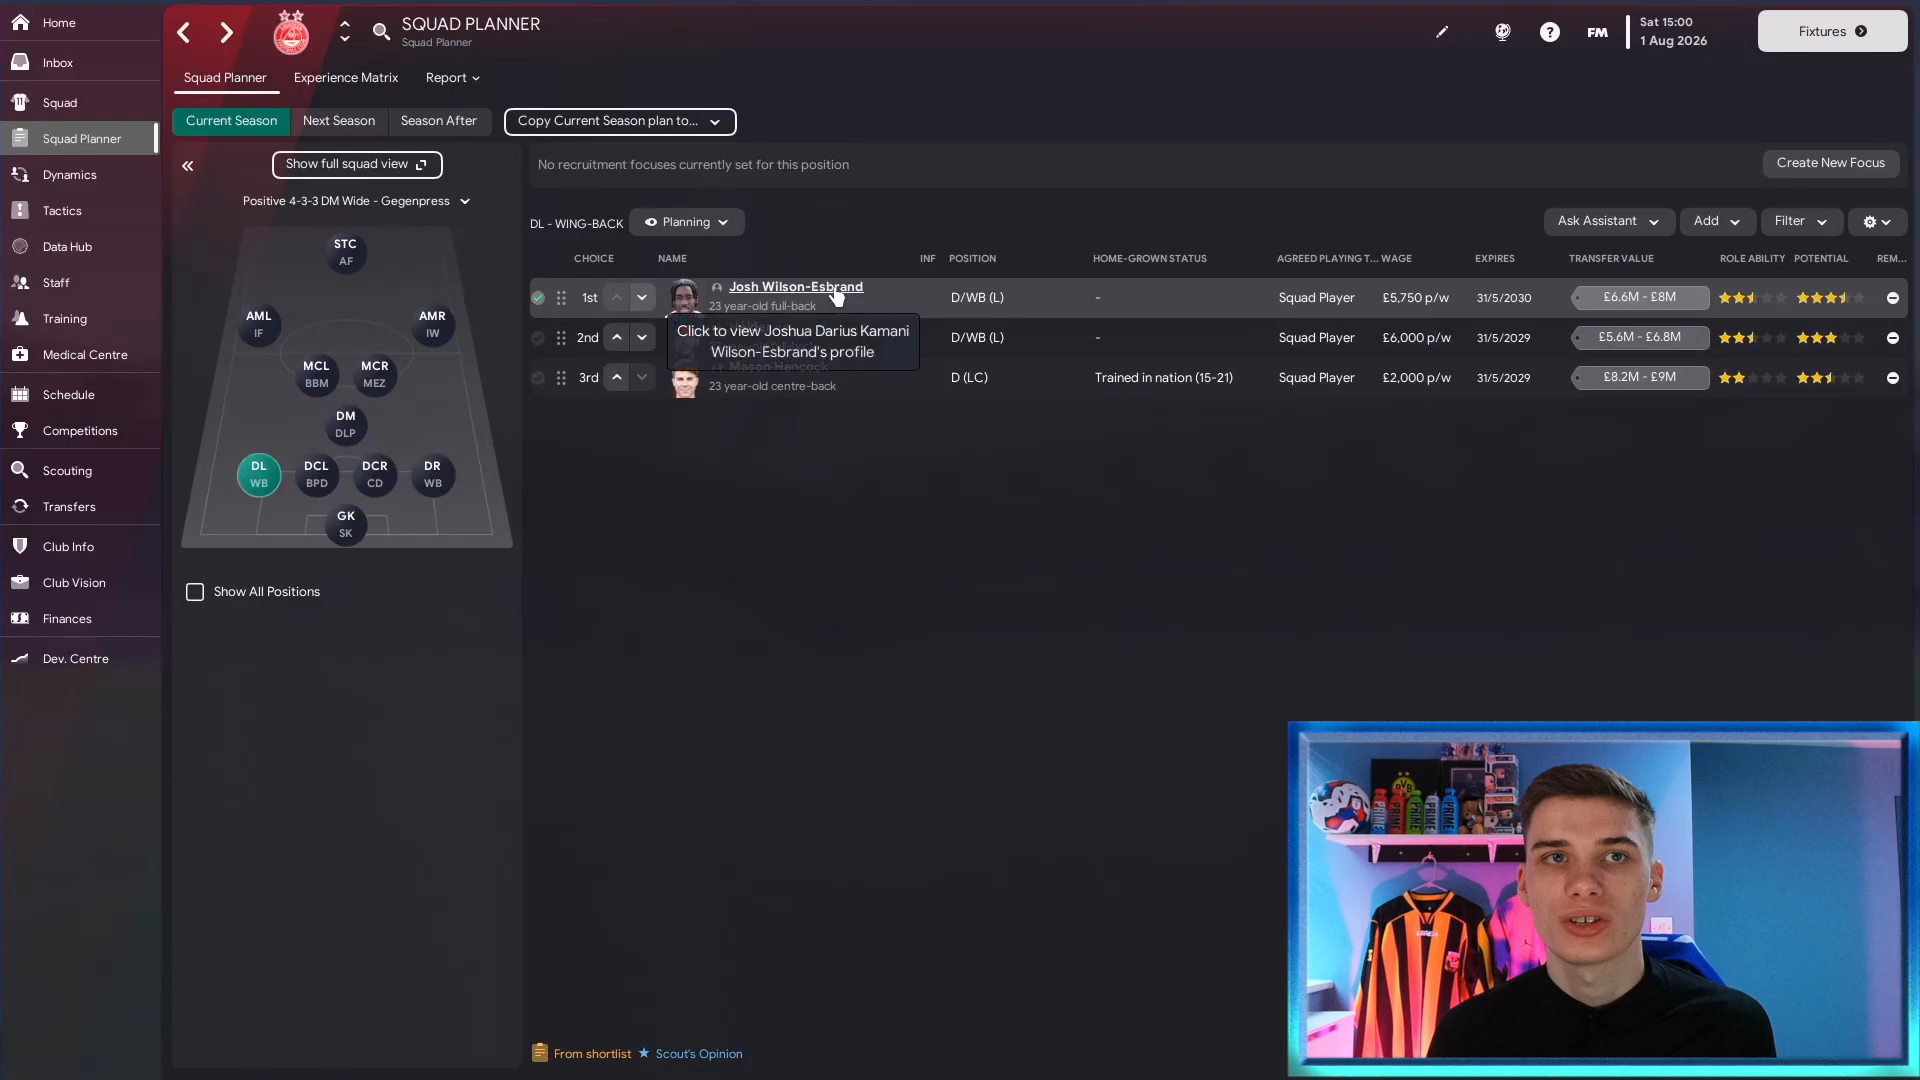 Home
Inbox
Squad
Squad Planner
Dynamics
Tactics
Data Hub
Staff
Training
Medical Centre
Schedule
Competitions
Scouting
Transfers
Club Info
Club Vision
Finances
Dev. Centre
SQUAD PLANNER
Squad Planner
FM
Sat 15:00
1 Aug 2026
Fixtures
Squad Planner Experience Matrix Report
Current Season Next Season Season After Copy Current Season plan to...
Show full squad view
Positive 4-3-3 DM Wide - Gegenpress
STC
AF
AML
IF
AMR
IW
MCL
BBM
MCR
MEZ
DM
DLP
DL
WB
DCL
BPD
DCR
CD
DR
WB
GK
SK
Show All Positions
No recruitment focuses currently set for this position Create New Focus
DL - WING-BACK Planning Ask Assistant Add Filter
CHOICE NAME INF POSITION HOME-GROWN STATUS AGREED PLAYING T... WAGE EXPIRES TRANSFER VALUE ROLE ABILITY POTENTIAL REM...
1st Josh Wilson-Esbrand D/WB (L) - Squad Player £5,750 p/w 31/5/2030 £6.6M - £8M
23 year-old full-back
Click to view Joshua Darius Kamani
Wilson-Esbrand's profile
2nd D/WB (L) - Squad Player £6,000 p/w 31/5/2029 £5.6M - £6.8M
Mason Hancock
3rd D (LC) Trained in nation (15-21) Squad Player £2,000 p/w 31/5/2029 £8.2M - £9M
23 year-old centre-back
From shortlist Scout's Opinion
PRIME
PRIME
PRIME
PRIME